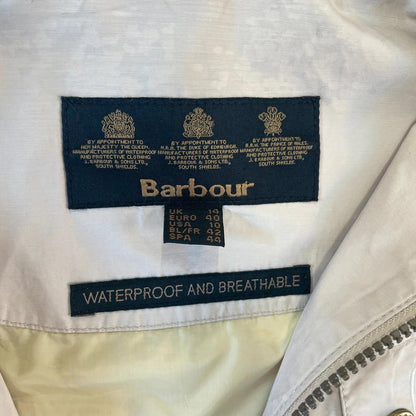 BY APPOINTMENT TO
HER MAJESTY THE QUEEN
MANUFACTURERS OF WATERPROOF
AND PROTECTIVE CLOTHING
J. BARBOUR & SONS LTD.,
SOUTH SHIELDS.
BY APPOINTMENT TO
H.R.H. THE DUKE OF EDINBURGH
MANUFACTURERS OF WATERPROOF
AND PROTECTIVE CLOTHING
J. BARBOUR & SONS LTD.,
SOUTH SHIELDS.
BY APPOINTMENT TO
H.R.H. THE PRINCE OF WALES,
MANUFACTURERS OF WATERPROOF
AND PROTECTIVE CLOTHING
J. BARBOUR & SONS LTD.,
SOUTH SHIELDS.
Barbour
UK 14
EURO 40
USA 10
BL/FR 42
SPA 44
WATERPROOF AND BREATHABLE